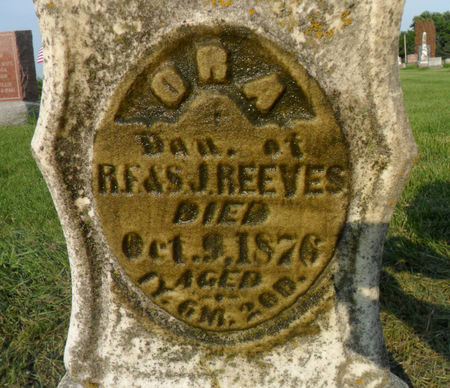 ORA
Dau. of
R.F. & S.J. REEVES
DIED
Oct. 9, 1876
AGED
1Y. 6M. 20D.